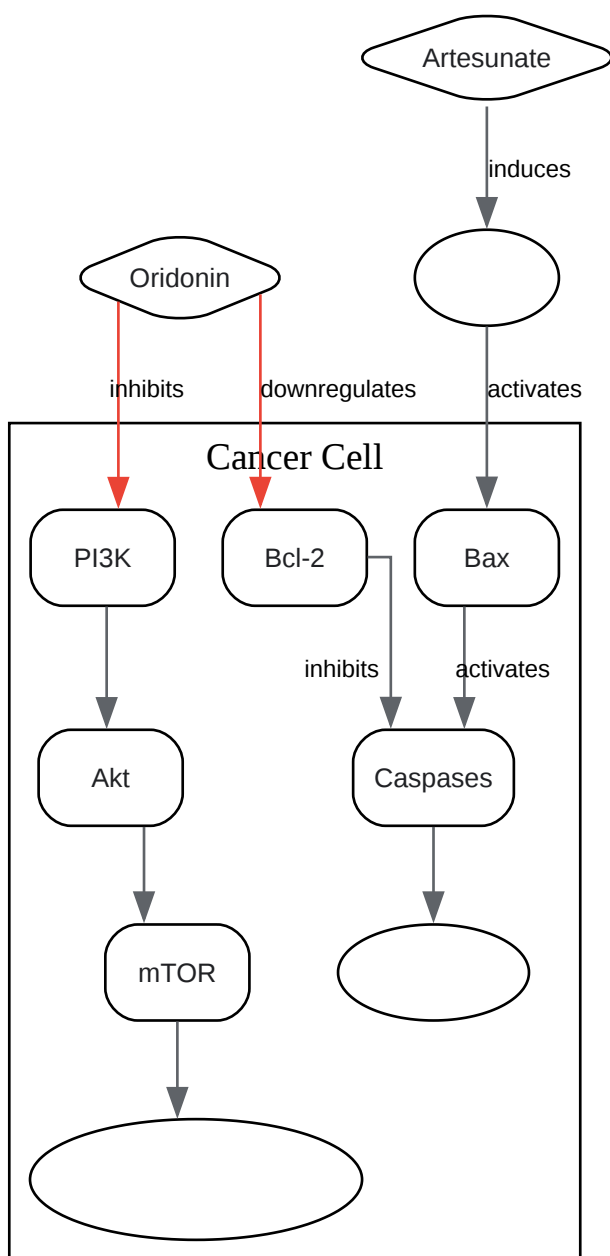 Artesunate
induces
Oridonin
inhibits
downregulates
activates
Cancer Cell
PI3K
Bcl-2
Bax
inhibits
activates
Akt
Caspases
mTOR